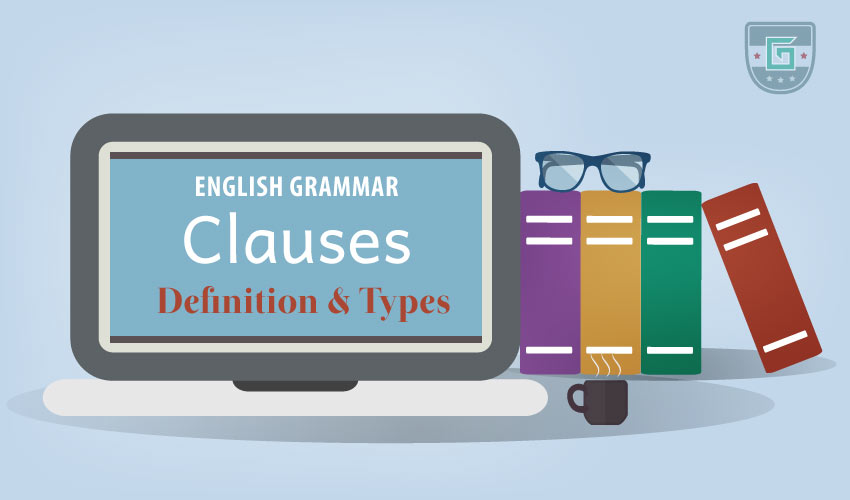 ENGLISH GRAMMAR
Clauses
Definition & Types
G